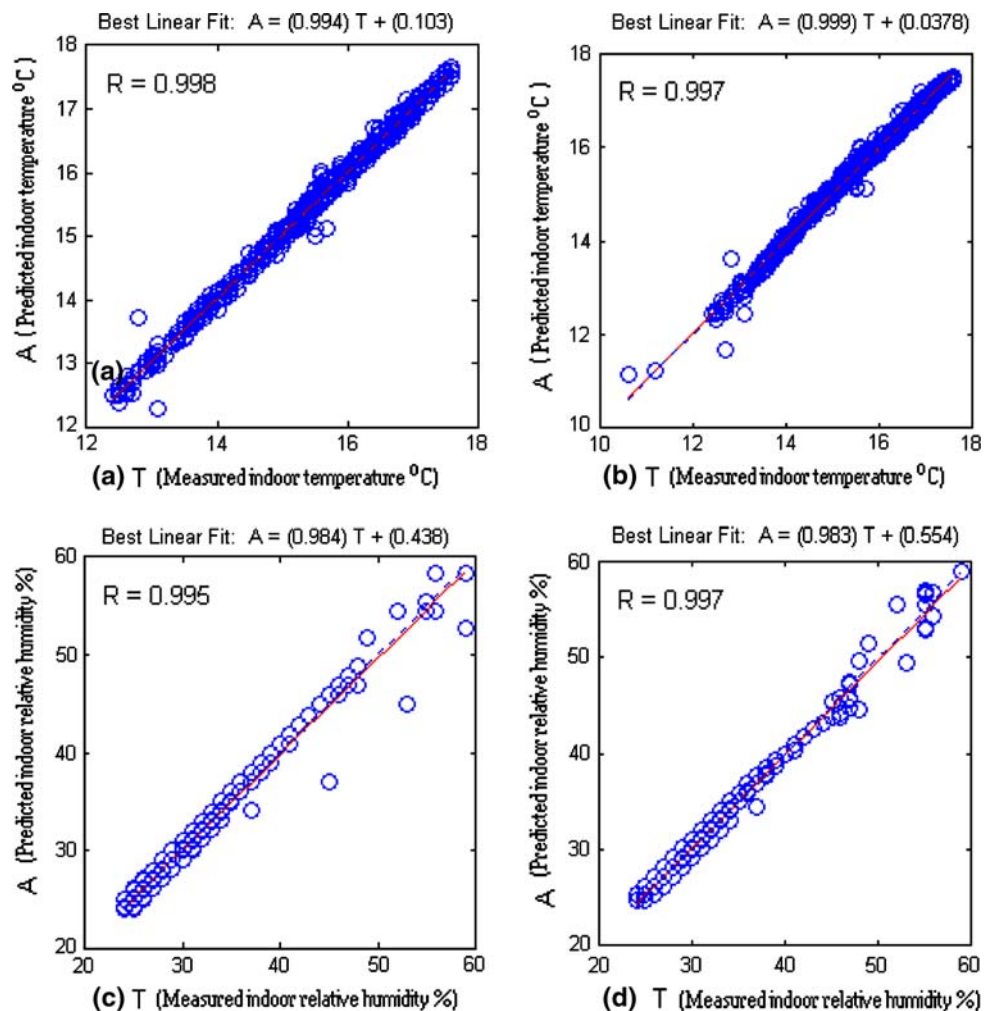 Best Linear Fit: A = (0.994) T + (0.103)
R = 0.998
A (Predicted indoor temperature ⁰C)
18
17
16
15
14
13
12
(a)
12
14
16
18
(a) T (Measured indoor temperature ⁰C)
Best Linear Fit: A = (0.999) T + (0.0378)
R = 0.997
A (Predicted indoor temperature ⁰C)
18
16
14
12
10
10
12
14
16
18
(b) T (Measured indoor temperature ⁰C)
Best Linear Fit: A = (0.984) T + (0.438)
R = 0.995
A (Predicted indoor relative humidity %)
60
50
40
30
20
20
30
40
50
60
(c) T (Measured indoor relative humidity %)
Best Linear Fit: A = (0.983) T + (0.554)
R = 0.997
A (Predicted indoor relative humidity %)
60
50
40
30
20
20
30
40
50
60
(d) T (Measured indoor relative humidity %)